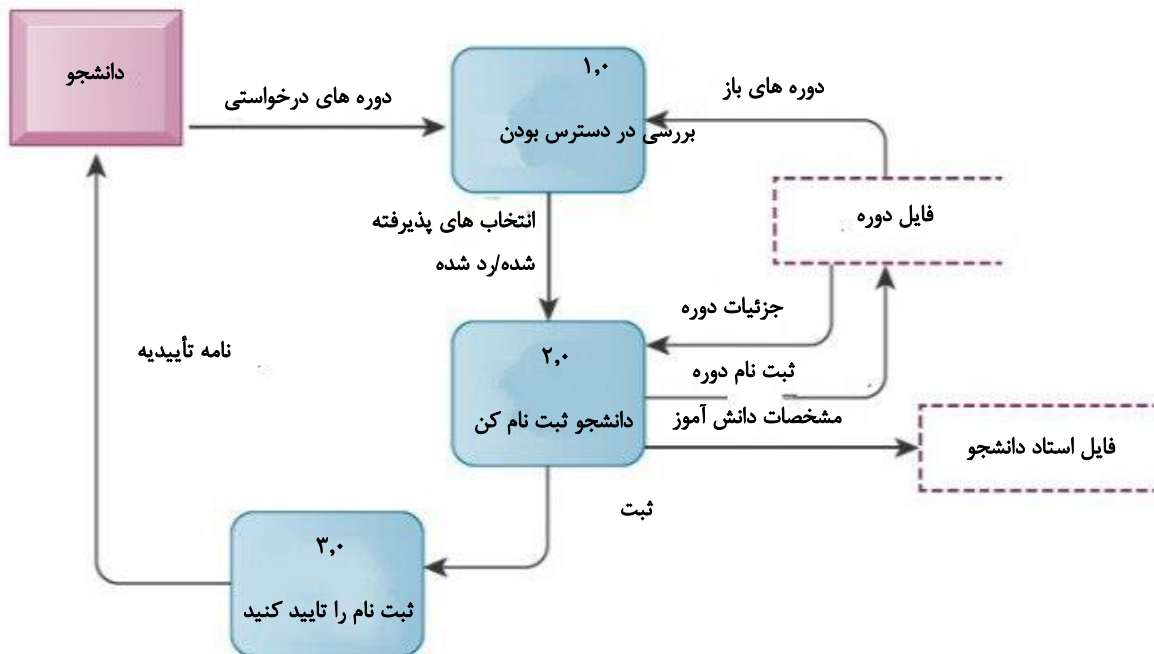 دانشجو
۱,۰
بررسی در دسترس بودن
دوره های درخواستی
دوره های باز
فایل دوره
انتخاب های پذیرفته
شده/رد شده
جزئیات دوره
۲,۰
دانشجو ثبت نام کن
ثبت نام دوره
مشخصات دانش آموز
فایل استاد دانشجو
نامه تأییدیه
ثبت
۳,۰
ثبت نام را تایید کنید